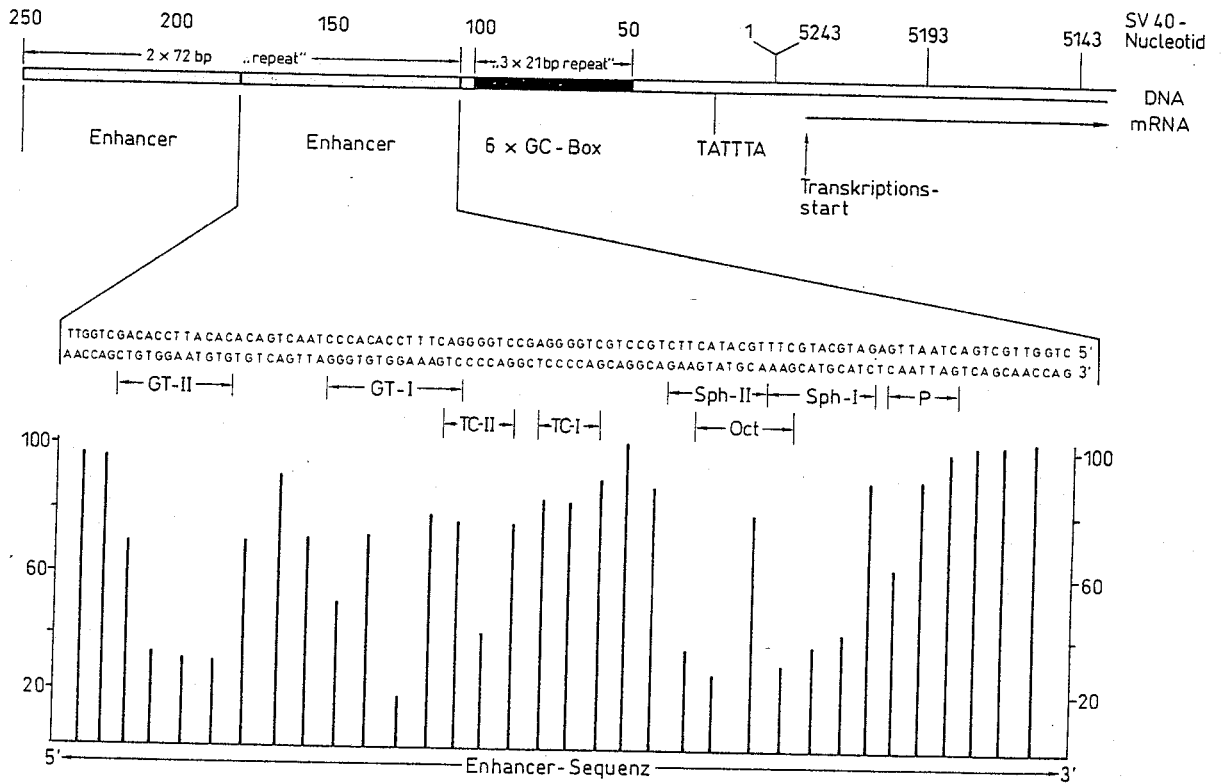 250 200 150 100 50 1 5243 5193 5143 SV 40-Nucleotid
2 × 72 bp „repeat“ „3 × 21bp repeat“
DNA
mRNA
Enhancer Enhancer 6 × GC-Box TATTTA
Transkriptions-
start
TTGGTCGACACCTTACACACAGTCAATCCCACACCTTTCAGGGGTCCGAGGGGTCGTCCGTCTTCATACGTTTCGTACGTAGAGTTAATCAGTCGTTGGTC 5'
AACCAGCTGTGGAATGTGTGTCAGTTAGGGTGTGGAAAGTCCCCAGGCTCCCCAGCAGGCAGAAGTATGCAAAGCATGCATCTCAATTAGTCAGCAACCAG 3'
GT-II GT-I Sph-II Sph-I P
TC-II TC-I Oct
100 100
60 60
20 20
5' Enhancer-Sequenz 3'